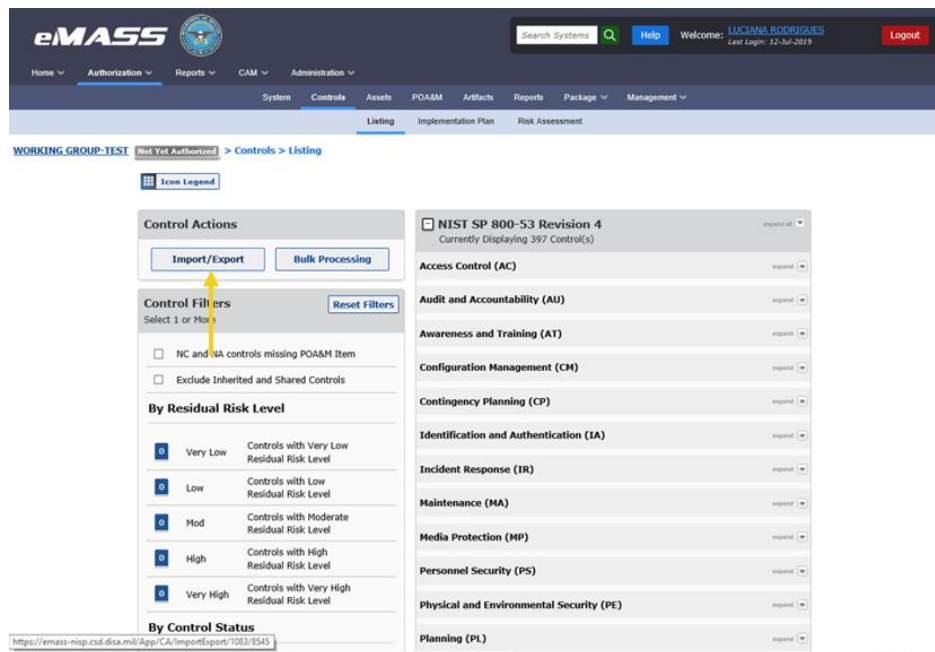 eMASS
Search Systems
Help
Welcome: LUCIANA RODRIGUES
Last Login: 12-Jul-2019
Logout
Home
Authorization
Reports
CAM
Administration
System
Controls
Assets
POA&M
Artifacts
Reports
Package
Management
Listing
Implementation Plan
Risk Assessment
WORKING GROUP-TEST Not Yet Authorized > Controls > Listing
Icon Legend
Control Actions
Import/Export
Bulk Processing
Control Filters
Select 1 or More
Reset Filters
NC and NA controls missing POA&M Item
Exclude Inherited and Shared Controls
By Residual Risk Level
0 Very Low Controls with Very Low
Residual Risk Level
0 Low Controls with Low
Residual Risk Level
0 Mod Controls with Moderate
Residual Risk Level
0 High Controls with High
Residual Risk Level
0 Very High Controls with Very High
Residual Risk Level
By Control Status
https://emass-nisp.csd.disa.mil/App/CA/ImportExport/1083/8545
NIST SP 800-53 Revision 4 expand all
Currently Displaying 397 Control(s)
Access Control (AC) expand
Audit and Accountability (AU) expand
Awareness and Training (AT) expand
Configuration Management (CM) expand
Contingency Planning (CP) expand
Identification and Authentication (IA) expand
Incident Response (IR) expand
Maintenance (MA) expand
Media Protection (MP) expand
Personnel Security (PS) expand
Physical and Environmental Security (PE) expand
Planning (PL) expand